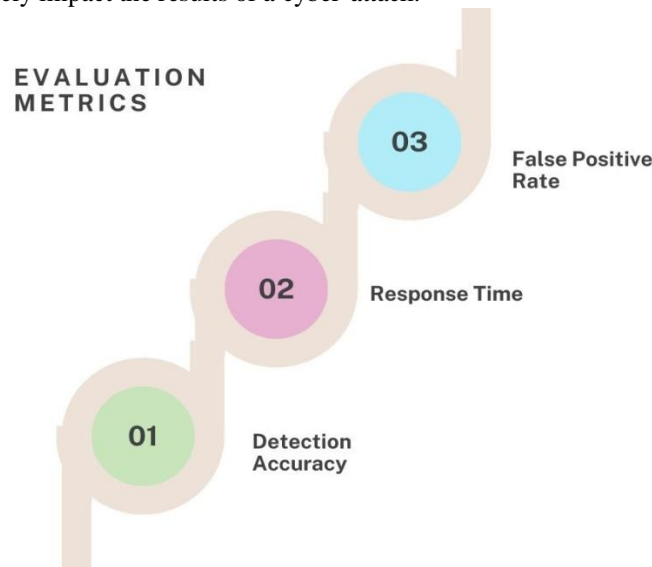 impact the results of a cyber-attack.
EVALUATION
METRICS
03
False Positive
Rate
02
Response Time
01
Detection
Accuracy